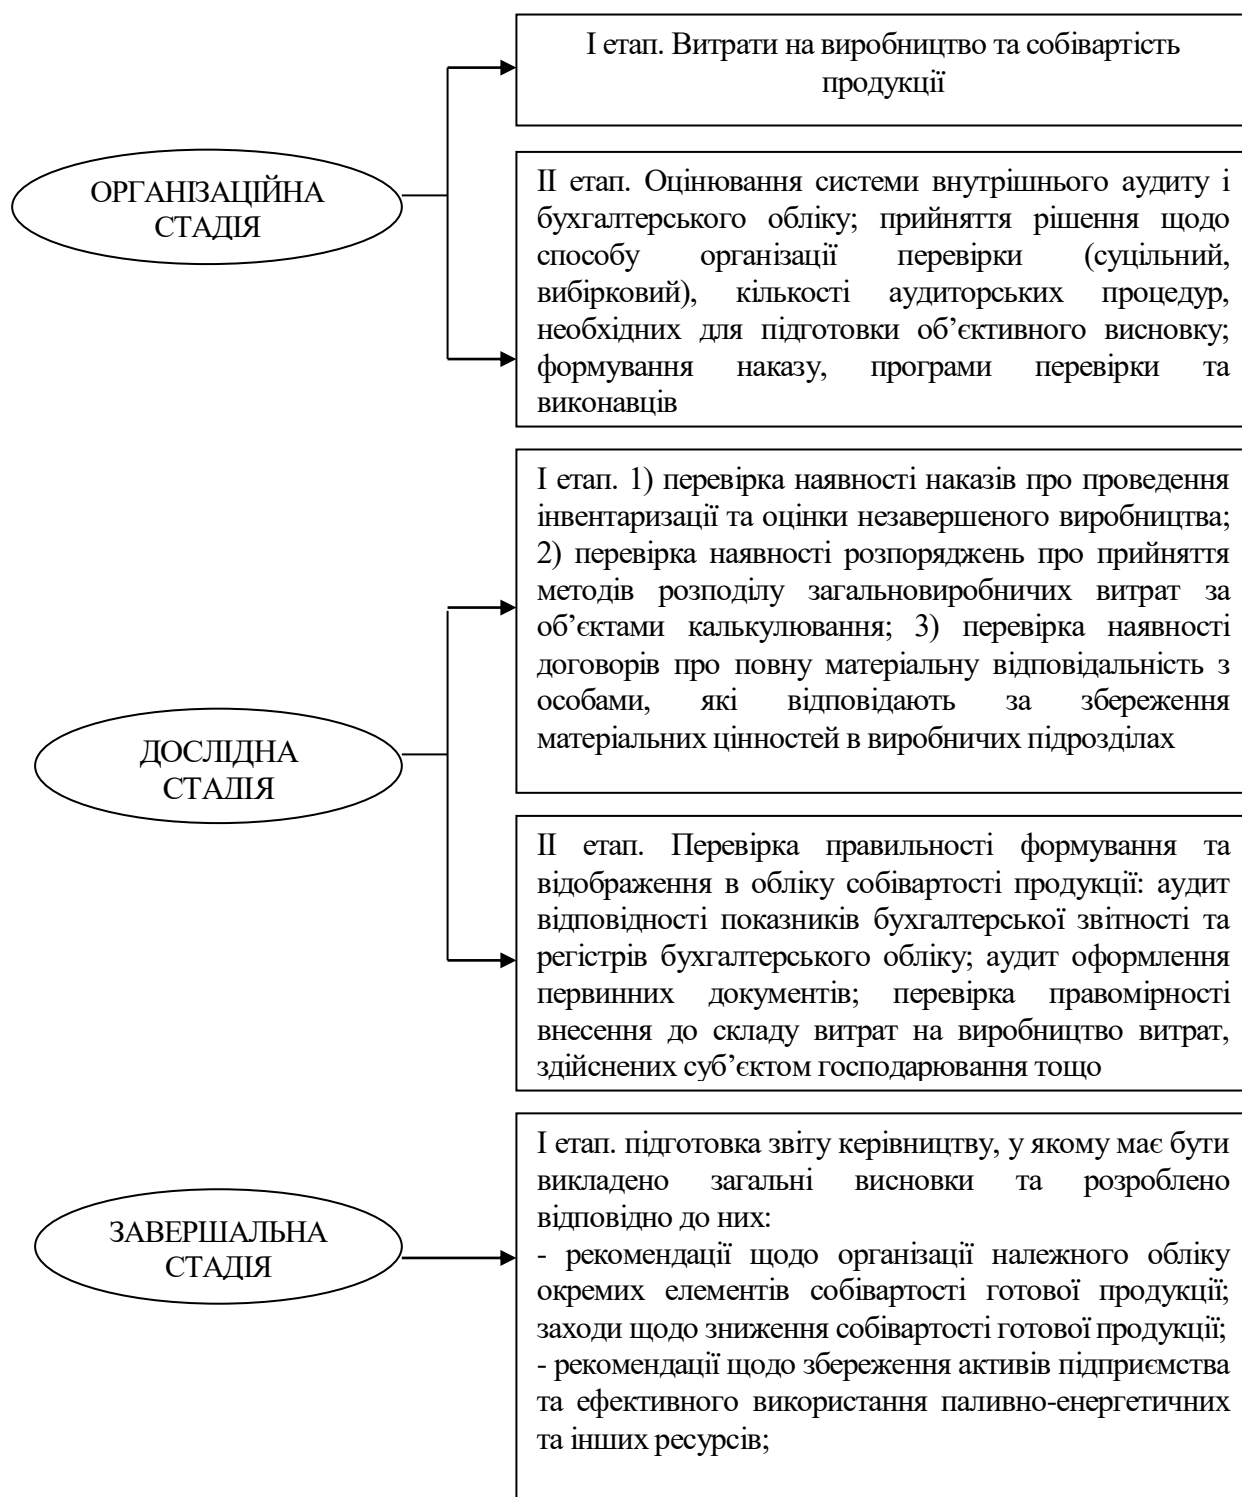 І етап. Витрати на виробництво та собівартість
продукції
ОРГАНІЗАЦІЙНА
СТАДІЯ
ІІ етап. Оцінювання системи внутрішнього аудиту і
бухгалтерського обліку; прийняття рішення щодо
способу організації перевірки (суцільний,
вибірковий), кількості аудиторських процедур,
необхідних для підготовки об’єктивного висновку;
формування наказу, програми перевірки та
виконавців
І етап. 1) перевірка наявності наказів про проведення
інвентаризації та оцінки незавершеного виробництва;
2) перевірка наявності розпоряджень про прийняття
методів розподілу загальновиробничих витрат за
об’єктами калькулювання; 3) перевірка наявності
договорів про повну матеріальну відповідальність з
особами, які відповідають за збереження
матеріальних цінностей в виробничих підрозділах
ДОСЛІДНА
СТАДІЯ
ІІ етап. Перевірка правильності формування та
відображення в обліку собівартості продукції: аудит
відповідності показників бухгалтерської звітності та
регістрів бухгалтерського обліку; аудит оформлення
первинних документів; перевірка правомірності
внесення до складу витрат на виробництво витрат,
здійснених суб’єктом господарювання тощо
І етап. підготовка звіту керівництву, у якому має бути
викладено загальні висновки та розроблено
відповідно до них:
- рекомендації щодо організації належного обліку
окремих елементів собівартості готової продукції;
заходи щодо зниження собівартості готової продукції;
- рекомендації щодо збереження активів підприємства
та ефективного використання паливно-енергетичних
та інших ресурсів;
ЗАВЕРШАЛЬНА
СТАДІЯ